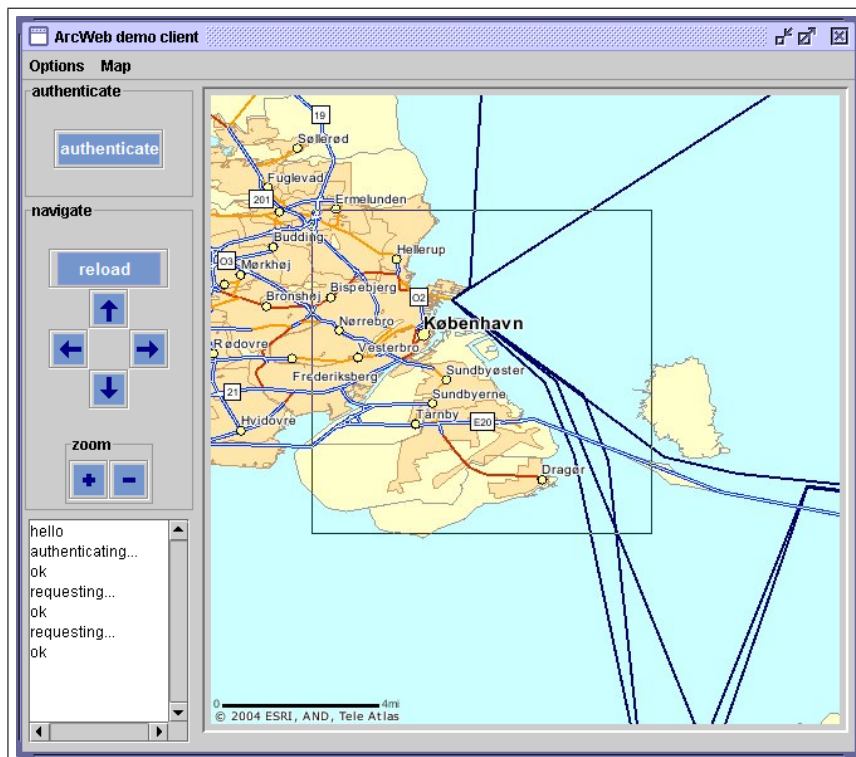 ArcWeb demo client
Options Map
authenticate
authenticate
navigate
reload
zoom
+ −
hello
authenticating...
ok
requesting...
ok
requesting...
ok
19
Søllerød
Fuglevad
201
Ermelunden
Budding
Hellerup
O3
Mørkhøj
Bispebjerg
Bronshøj
O2
Nørrebro
København
Rødovre
Vesterbro
Frederiksberg
Sundbyøster
21
Sundbyerne
Tårnby
E20
Hvidovre
Dragør
0 4mi
© 2004 ESRI, AND, Tele Atlas